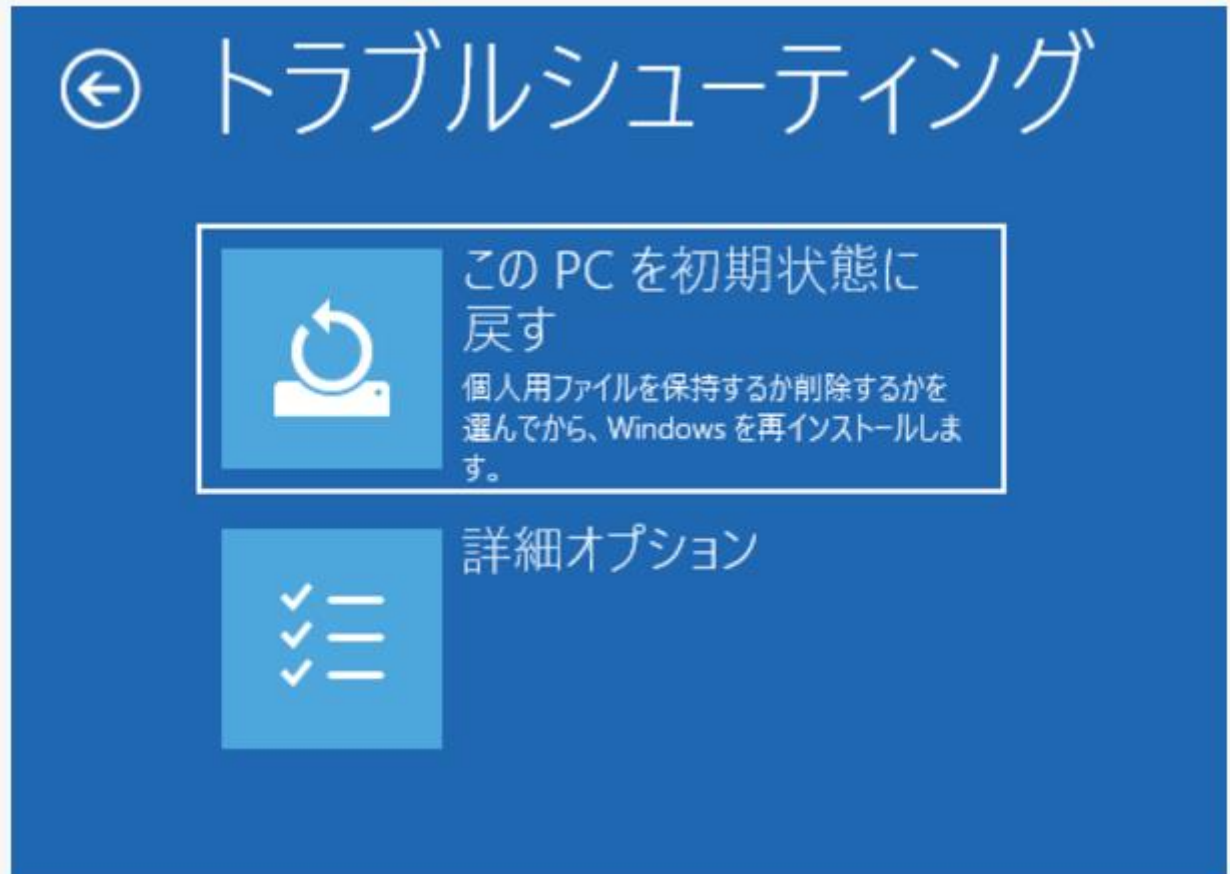 トラブルシューティング
この PC を初期状態に
戻す
個人用ファイルを保持するか削除するかを
選んでから、Windows を再インストールしま
す。
詳細オプション